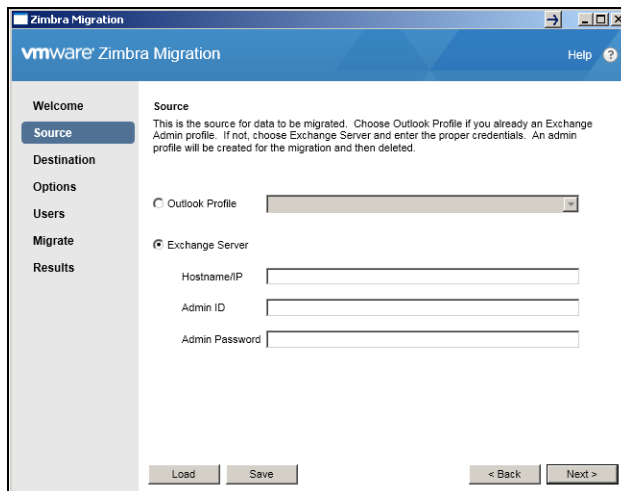 Zimbra Migration
vmware Zimbra Migration
Help ?
Welcome
Source
Destination
Options
Users
Migrate
Results
Source
This is the source for data to be migrated. Choose Outlook Profile if you already an Exchange
Admin profile. If not, choose Exchange Server and enter the proper credentials. An admin
profile will be created for the migration and then deleted.
Outlook Profile
Exchange Server
Hostname/IP
Admin ID
Admin Password
Load
Save
< Back
Next >